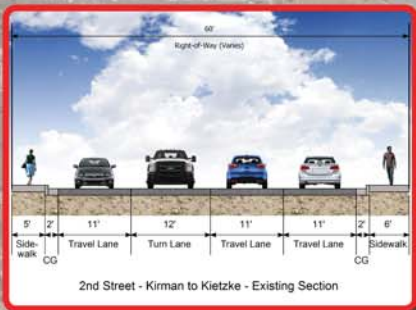 60'
Right-of-Way (Varies)
5' 2' 11' 12' 11' 11' 2' 6'
Side-
walk
CG
Travel Lane
Turn Lane
Travel Lane
Travel Lane
CG
Sidewalk
2nd Street - Kirman to Kietzke - Existing Section